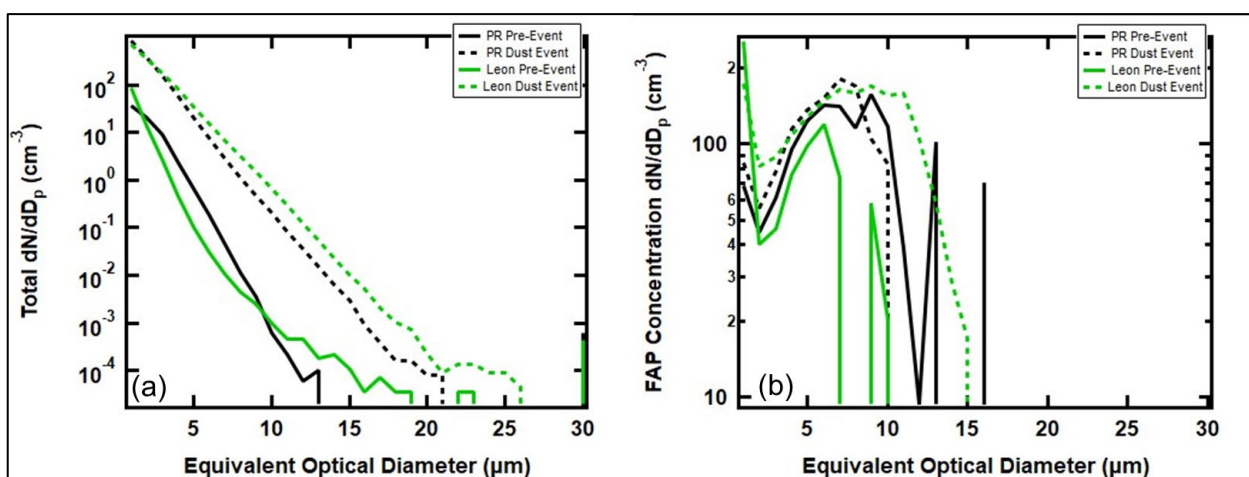 PR Pre-Event
PR Dust Event
Leon Pre-Event
Leon Dust Event
10²
10¹
10⁰
10⁻¹
10⁻²
10⁻³
10⁻⁴
Total dN/dDp (cm⁻³)
(a)
5 10 15 20 25 30
Equivalent Optical Diameter (µm)
PR Pre-Event
PR Dust Event
Leon Pre-Event
Leon Dust Event
2
100
6
5
4
3
2
10
FAP Concentration dN/dDp (cm⁻³)
(b)
5 10 15 20 25 30
Equivalent Optical Diameter (µm)